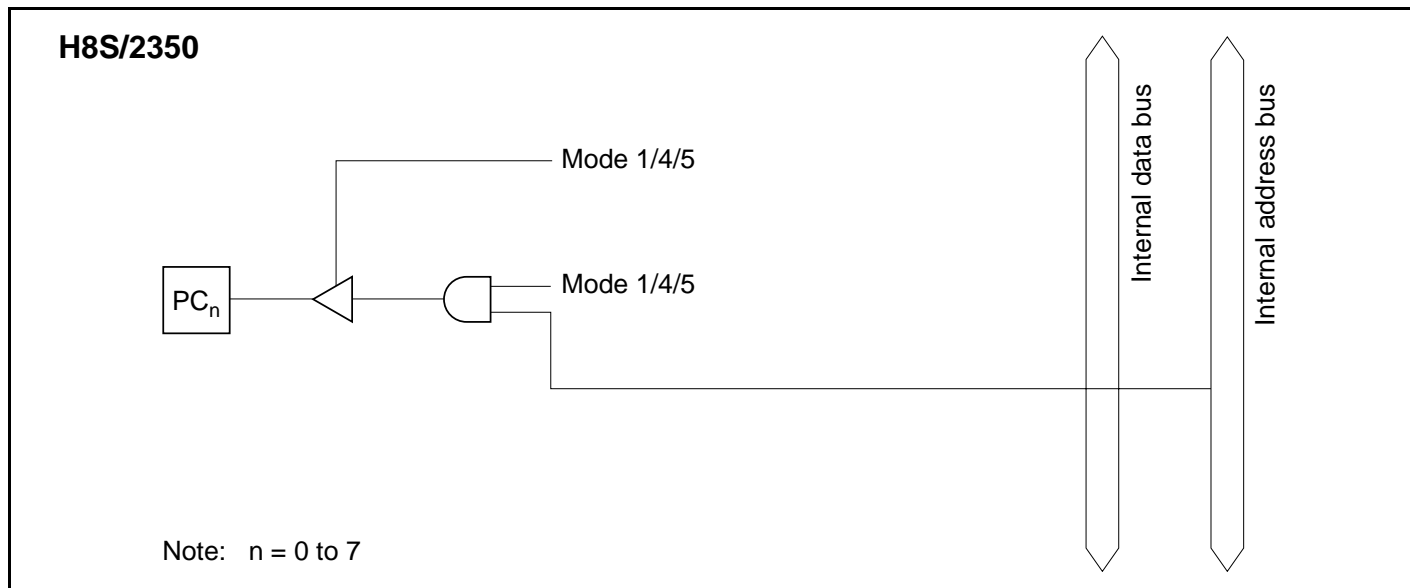 H8S/2350
Mode 1/4/5
Mode 1/4/5
PCn
Internal data bus
Internal address bus
Note: n = 0 to 7